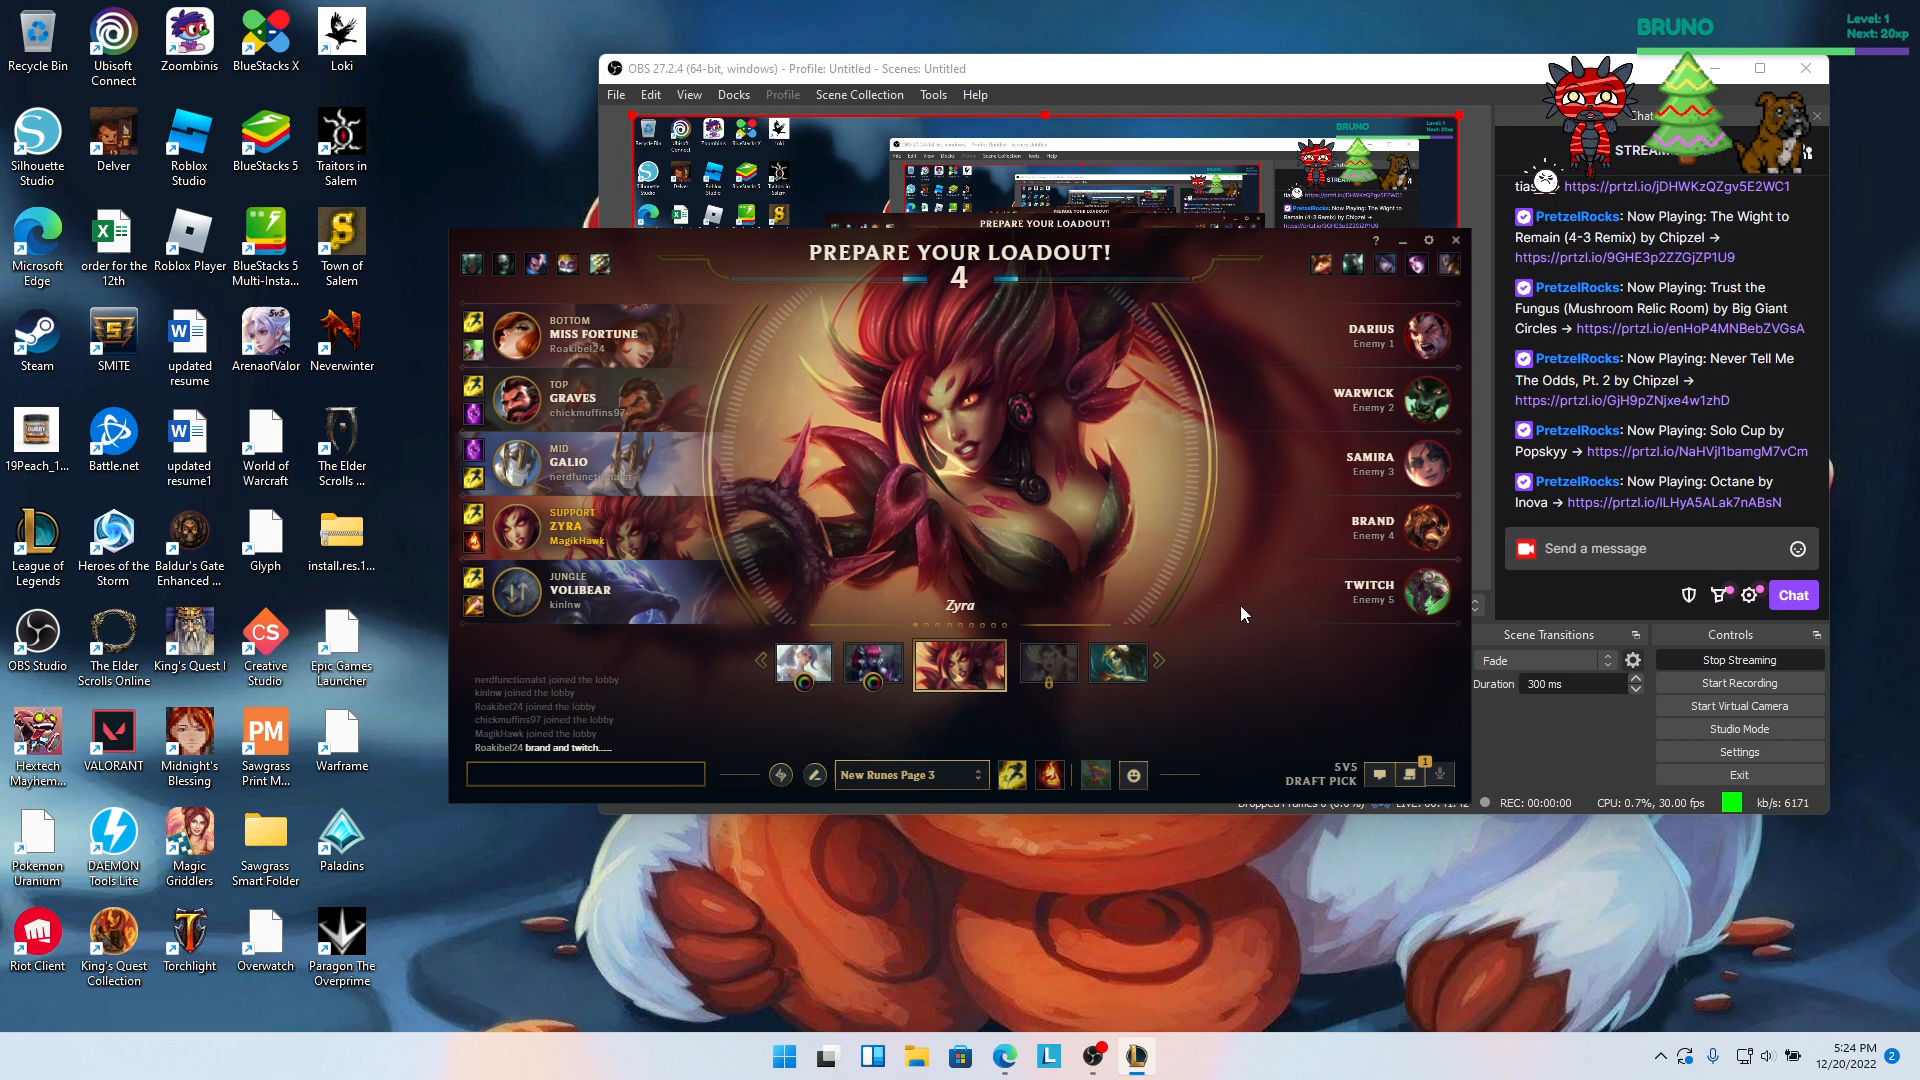 Recycle Bin
Ubisoft Connect
Zoombinis
BlueStacks X
Loki
Silhouette Studio
Delver
Roblox Studio
BlueStacks 5
Traitors in Salem
Microsoft Edge
order for the 12th
Roblox Player
BlueStacks 5 Multi-Insta...
Town of Salem
Steam
SMITE
updated resume
ArenaofValor
Neverwinter
19Peach_1...
Battle.net
updated resume1
World of Warcraft
The Elder Scrolls ...
League of Legends
Heroes of the Storm
Baldur's Gate Enhanced ...
Glyph
install.res.1...
OBS Studio
The Elder Scrolls Online
King's Quest I
Creative Studio
Epic Games Launcher
Hextech Mayhem...
VALORANT
Midnight's Blessing
Sawgrass Print M...
Warframe
Pokemon Uranium
DAEMON Tools Lite
Magic Griddlers
Sawgrass Smart Folder
Paladins
Riot Client
King's Quest Collection
Torchlight
Overwatch
Paragon The Overprime
BRUNO
Level: 1
Next: 20xp
OBS 27.2.4 (64-bit, windows) - Profile: Untitled - Scenes: Untitled
File Edit View Docks Profile Scene Collection Tools Help
Chat
STREAM
https://prtzl.io/jDHWKzQZgv5E2WC1
PretzelRocks: Now Playing: The Wight to
Remain (4-3 Remix) by Chipzel →
https://prtzl.io/9GHE3p2ZZGjZP1U9
PretzelRocks: Now Playing: Trust the
Fungus (Mushroom Relic Room) by Big Giant
Circles → https://prtzl.io/enHoP4MNBebZVGsA
PretzelRocks: Now Playing: Never Tell Me
The Odds, Pt. 2 by Chipzel →
https://prtzl.io/GjH9pZNjxe4w1zhD
PretzelRocks: Now Playing: Solo Cup by
Popskyy → https://prtzl.io/NaHVjl1bamgM7vCm
PretzelRocks: Now Playing: Octane by
Inova → https://prtzl.io/lLHyA5ALak7nABsN
Send a message
Chat
Scene Transitions
Controls
Fade
Duration 300 ms
Stop Streaming
Start Recording
Start Virtual Camera
Studio Mode
Settings
Exit
REC: 00:00:00
CPU: 0.7%, 30.00 fps
kb/s: 6171
PREPARE YOUR LOADOUT!
PREPARE YOUR LOADOUT!
4
BOTTOM
MISS FORTUNE
Roakibel24
TOP
GRAVES
chickmuffins97
MID
GALIO
nerdfunctionalst
SUPPORT
ZYRA
MagikHawk
JUNGLE
VOLIBEAR
kinlnw
DARIUS
Enemy 1
WARWICK
Enemy 2
SAMIRA
Enemy 3
BRAND
Enemy 4
TWITCH
Enemy 5
Zyra
nerdfunctionalst joined the lobby
kinlnw joined the lobby
Roakibel24 joined the lobby
chickmuffins97 joined the lobby
MagikHawk joined the lobby
Roakibel24 brand and twitch.....
New Runes Page 3
5V5
DRAFT PICK
1
5:24 PM
12/20/2022
2